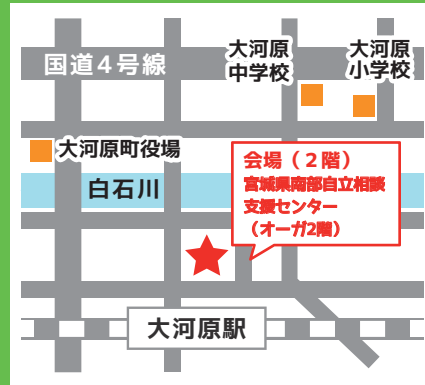 国道4号線
大河原
中学校
大河原
小学校
大河原町役場
会場（２階）
宮城県南部自立相談
支援センター
（オーガ2階）
白石川
大河原駅